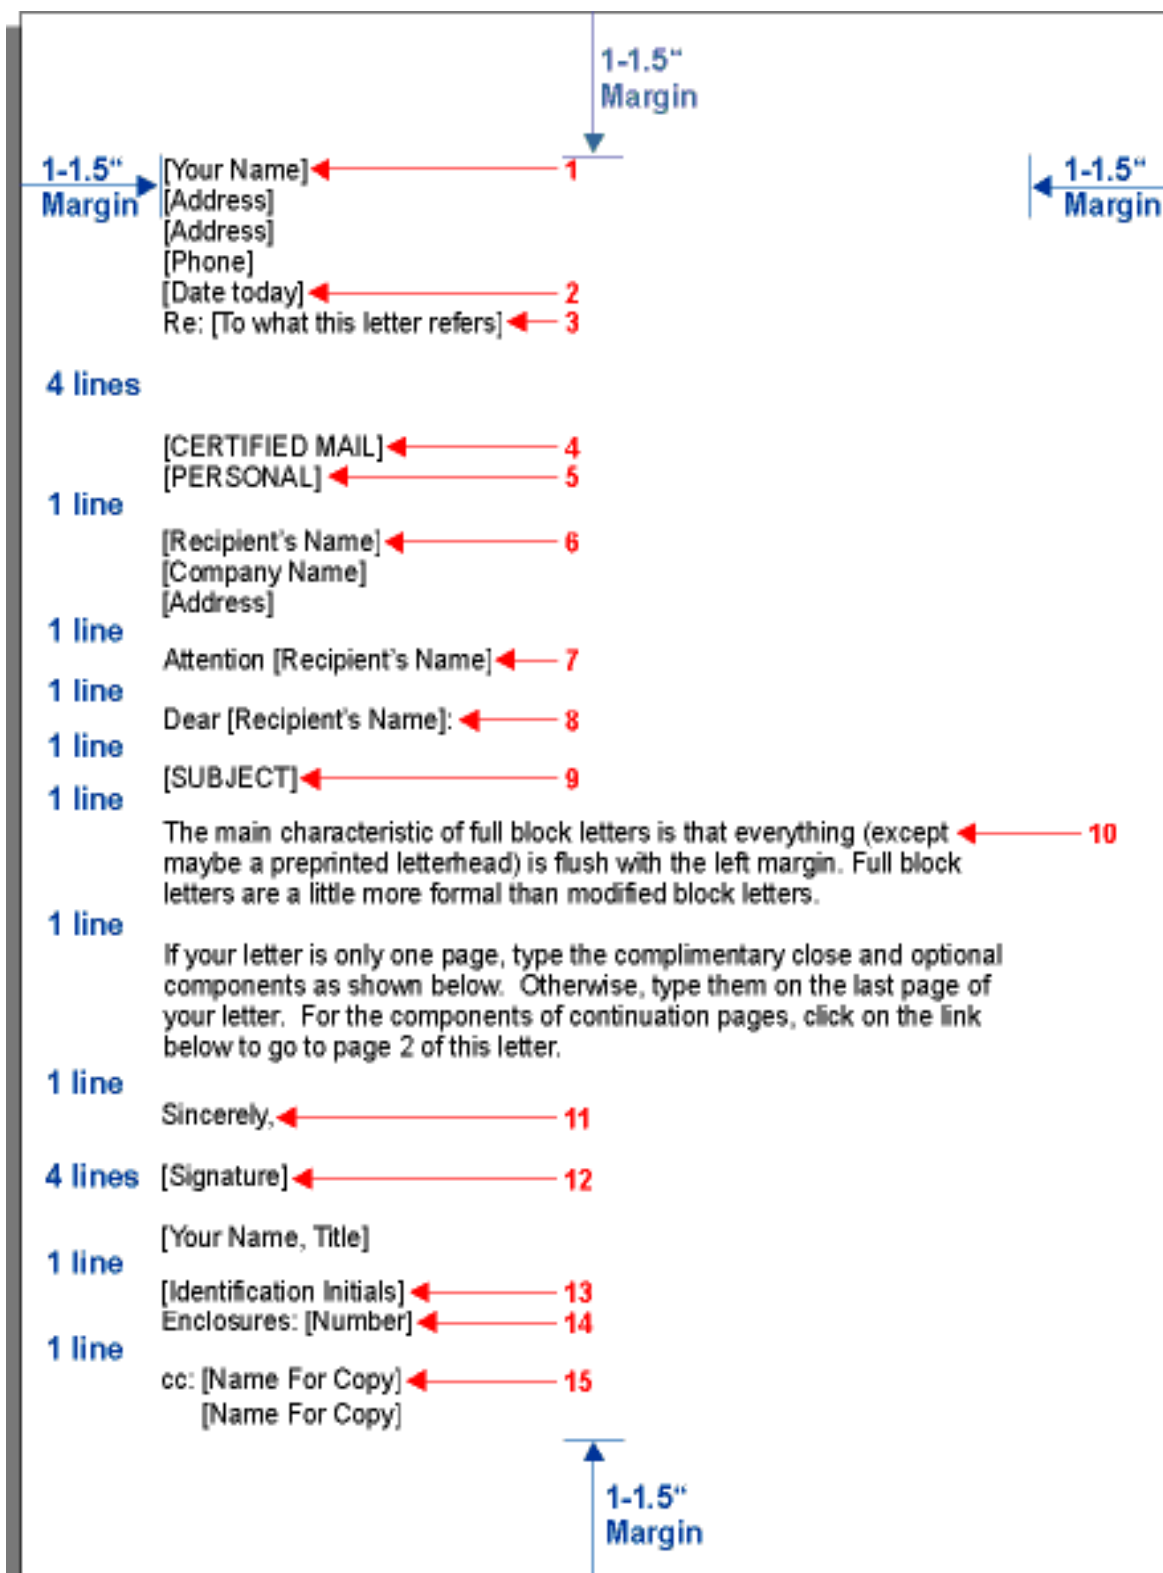 1-1.5“
Margin
1-1.5“
Margin
[Your Name] 1
1-1.5“
Margin
[Address]
[Address]
[Phone]
[Date today] 2
Re: [To what this letter refers] 3
4 lines
[CERTIFIED MAIL] 4
[PERSONAL] 5
1 line
[Recipient's Name] 6
[Company Name]
[Address]
1 line
Attention [Recipient's Name] 7
1 line
Dear [Recipient's Name]: 8
1 line
[SUBJECT] 9
1 line
The main characteristic of full block letters is that everything (except 10
maybe a preprinted letterhead) is flush with the left margin. Full block
letters are a little more formal than modified block letters.
1 line
If your letter is only one page, type the complimentary close and optional
components as shown below. Otherwise, type them on the last page of
your letter. For the components of continuation pages, click on the link
below to go to page 2 of this letter.
1 line
Sincerely, 11
4 lines [Signature] 12
[Your Name, Title]
1 line
[Identification Initials] 13
Enclosures: [Number] 14
1 line
cc: [Name For Copy] 15
[Name For Copy]
1-1.5“
Margin